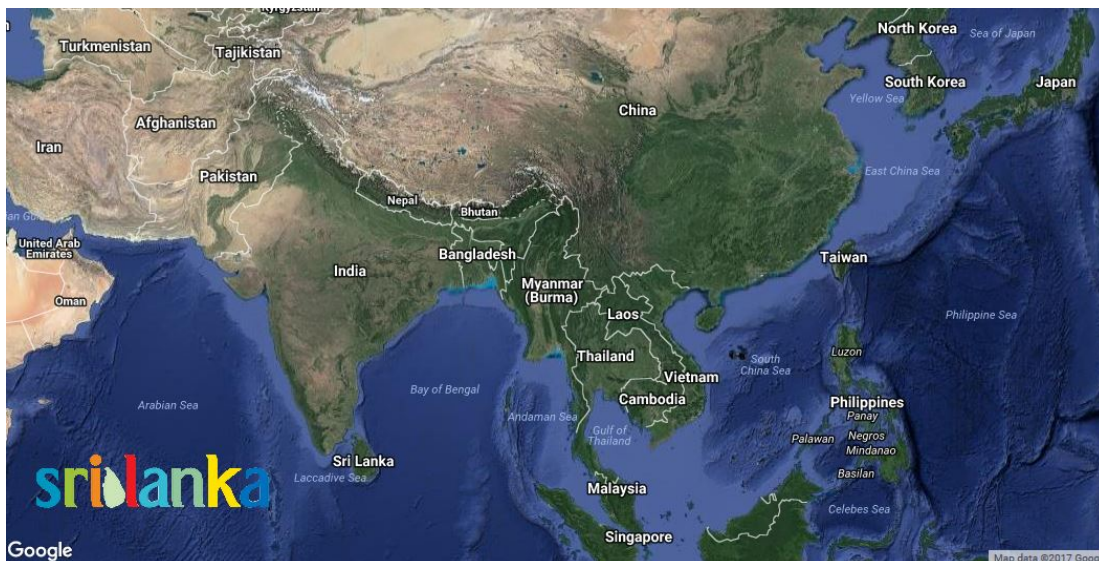 Kyrgyzstan
North Korea
Sea of Japan
Turkmenistan
Tajikistan
South Korea
Japan
China
Yellow Sea
Afghanistan
Iran
East China Sea
Pakistan
Nepal
Bhutan
United Arab
Emirates
Bangladesh
Taiwan
India
Myanmar
(Burma)
Oman
Laos
Philippine Sea
Luzon
Thailand
South
China Sea
Vietnam
Bay of Bengal
Cambodia
Arabian Sea
Andaman Sea
Philippines
Panay
Gulf of
Thailand
Palawan
Negros
Mindanao
Sri Lanka
Basilan
Laccadive Sea
srilanka
Malaysia
Celebes Sea
Singapore
Google
Map data ©2017 Goo